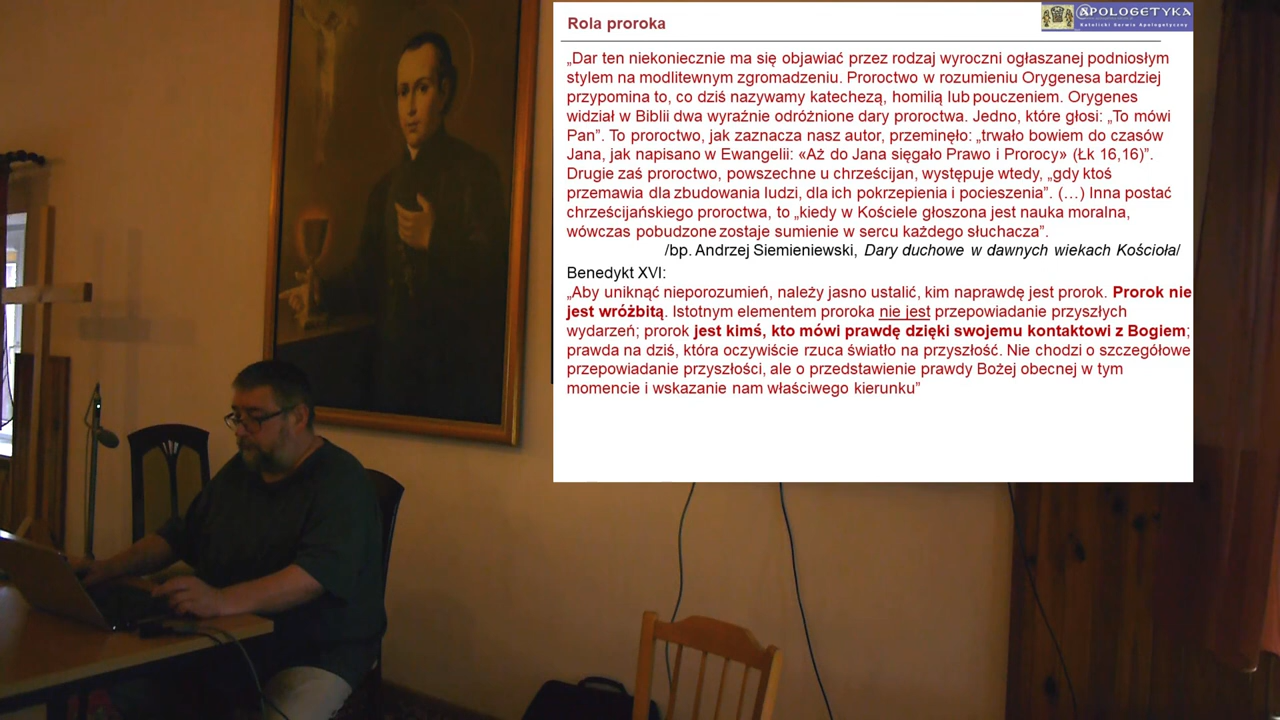 Rola proroka
APOLOGETYKA
Katolicki Serwis Apologetyczny
„Dar ten niekoniecznie ma się objawiać przez rodzaj wyroczni ogłaszanej podniosłym
stylem na modlitewnym zgromadzeniu. Proroctwo w rozumieniu Orygenesa bardziej
przypomina to, co dziś nazywamy katechezą, homilią lub pouczeniem. Orygenes
widział w Biblii dwa wyraźnie odróżnione dary proroctwa. Jedno, które głosi: „To mówi
Pan”. To proroctwo, jak zaznacza nasz autor, przeminęło: „trwało bowiem do czasów
Jana, jak napisano w Ewangelii: «Aż do Jana sięgało Prawo i Prorocy» (Łk 16,16)”.
Drugie zaś proroctwo, powszechne u chrześcijan, występuje wtedy, „gdy ktoś
przemawia dla zbudowania ludzi, dla ich pokrzepienia i pocieszenia”. (…) Inna postać
chrześcijańskiego proroctwa, to „kiedy w Kościele głoszona jest nauka moralna,
wówczas pobudzone zostaje sumienie w sercu każdego słuchacza”.
/bp. Andrzej Siemieniewski, Dary duchowe w dawnych wiekach Kościoła/
Benedykt XVI:
„Aby uniknąć nieporozumień, należy jasno ustalić, kim naprawdę jest prorok. Prorok nie
jest wróżbitą. Istotnym elementem proroka nie jest przepowiadanie przyszłych
wydarzeń; prorok jest kimś, kto mówi prawdę dzięki swojemu kontaktowi z Bogiem;
prawda na dziś, która oczywiście rzuca światło na przyszłość. Nie chodzi o szczegółowe
przepowiadanie przyszłości, ale o przedstawienie prawdy Bożej obecnej w tym
momencie i wskazanie nam właściwego kierunku”